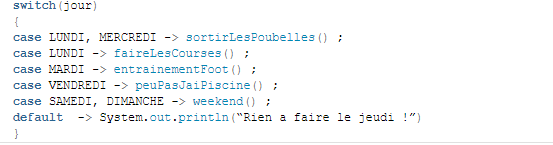 switch(jour)
{
case LUNDI, MERCREDI -> sortirLesPoubelles() ;
case LUNDI -> faireLesCourses() ;
case MARDI -> entrainementFoot() ;
case VENDREDI -> peuPasJaiPiscine() ;
case SAMEDI, DIMANCHE -> weekend() ;
default  -> System.out.println(“Rien a faire le jeudi !”)
}